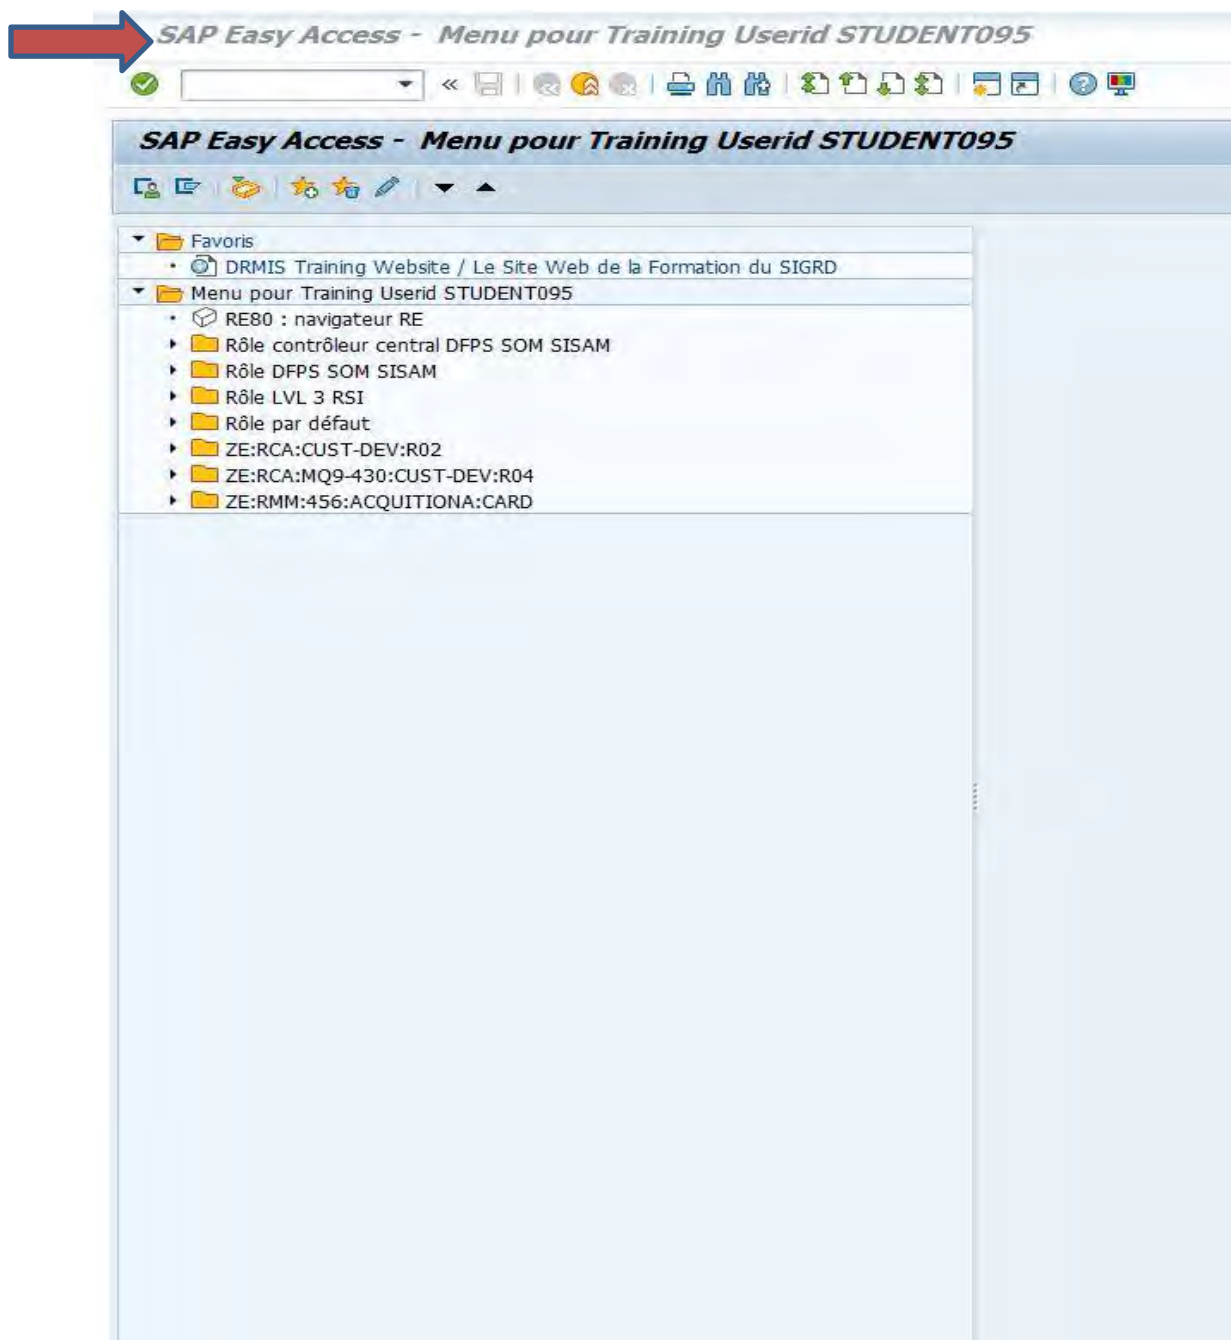 SAP Easy Access - Menu pour Training Userid STUDENT095
SAP Easy Access - Menu pour Training Userid STUDENT095
Favoris
DRMIS Training Website / Le Site Web de la Formation du SIGRD
Menu pour Training Userid STUDENT095
RE80 : navigateur RE
Rôle contrôleur central DFPS SOM SISAM
Rôle DFPS SOM SISAM
Rôle LVL 3 RSI
Rôle par défaut
ZE:RCA:CUST-DEV:R02
ZE:RCA:MQ9-430:CUST-DEV:R04
ZE:RMM:456:ACQUITIONA:CARD